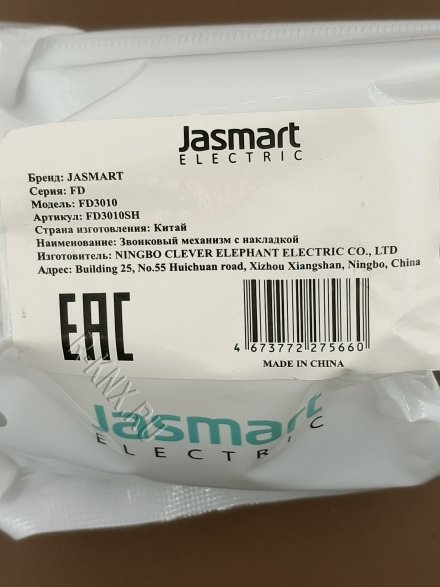 Jasmart
ELECTRIC
Бренд: JASMART
Серия: FD
Модель: FD3010
Артикул: FD3010SH
Страна изготовления: Китай
Наименование: Звонковый механизм с накладкой
Изготовитель: NINGBO CLEVER ELEPHANT ELECTRIC CO., LTD
Адрес: Building 25, No.55 Huichuan road, Xizhou Xiangshan, Ningbo, China
EAC
4 673772 275660
MADE IN CHINA
Jasmart
ELECTRIC